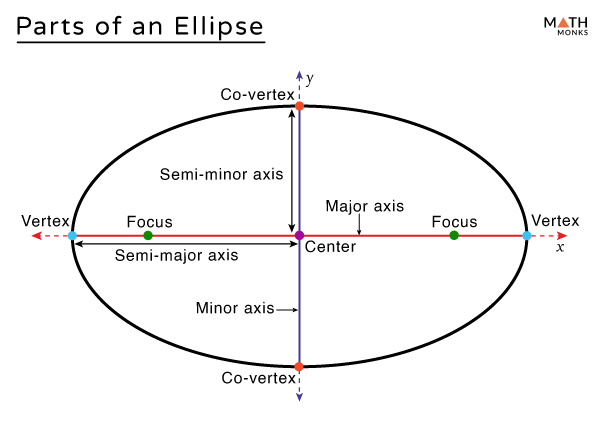 Parts of an Ellipse
MATH
MONKS
y
Co-vertex
Semi-minor axis
Major axis
Vertex
Focus
Focus
Vertex
Center
x
Semi-major axis
Minor axis
Co-vertex